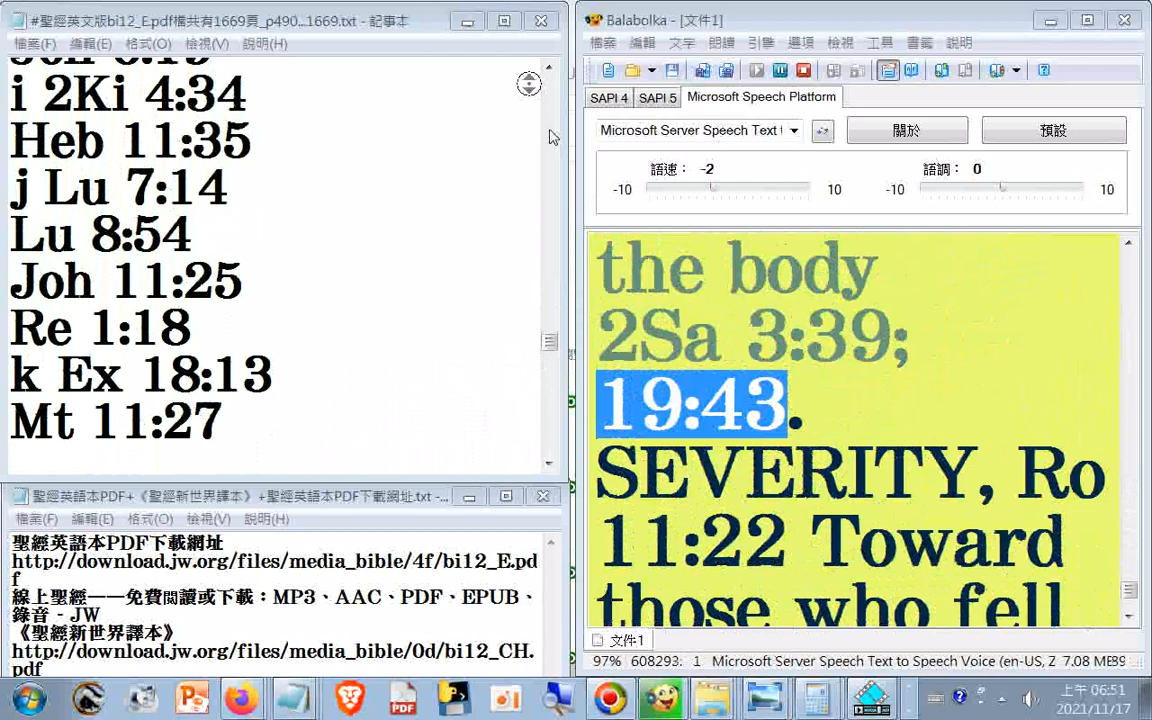 #聖經英文版bi12_E.pdf檔共有1669頁_p490...1669.txt - 記事本
檔案(F) 編輯(E) 格式(O) 檢視(V) 說明(H)
i 2Ki 4:34
Heb 11:35
j Lu 7:14
Lu 8:54
Joh 11:25
Re 1:18
k Ex 18:13
Mt 11:27
聖經英語本PDF+《聖經新世界譯本》+聖經英語本PDF下載網址.txt - ...
檔案(F) 編輯(E) 格式(O) 檢視(V) 說明(H)
聖經英語本PDF下載網址
http://download.jw.org/files/media_bible/4f/bi12_E.pd
f
線上聖經——免費閱讀或下載：MP3、AAC、PDF、EPUB、
錄音 - JW
《聖經新世界譯本》
http://download.jw.org/files/media_bible/0d/bi12_CH.
pdf
Balabolka - [文件1]
檔案 編輯 文字 朗讀 引擎 選項 檢視 工具 書籤 說明
SAPI 4 SAPI 5 Microsoft Speech Platform
Microsoft Server Speech Text 關於 預設
語速： -2 語調： 0
-10 10 -10 10
the body
2Sa 3:39;
19:43.
SEVERITY, Ro
11:22 Toward
those who fell
文件1
97% 608293: 1 Microsoft Server Speech Text to Speech Voice (en-US, Z 7.08 MB
上午 06:51
2021/11/17